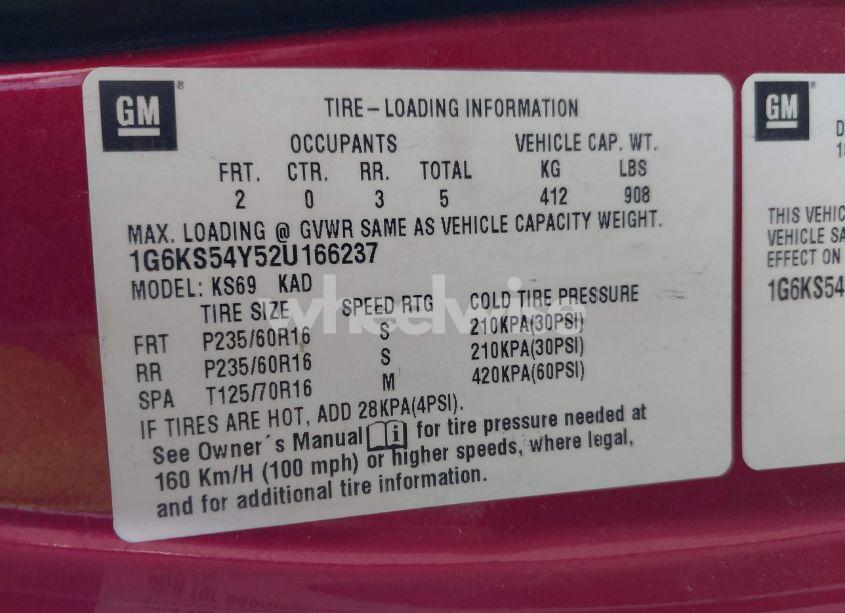 GM
TIRE-LOADING INFORMATION
OCCUPANTS VEHICLE CAP. WT.
FRT. CTR. RR. TOTAL KG LBS
2 0 3 5 412 908
MAX. LOADING @ GVWR SAME AS VEHICLE CAPACITY WEIGHT.
1G6KS54Y52U166237
MODEL: KS69 KAD
TIRE SIZE SPEED RTG COLD TIRE PRESSURE
FRT P235/60R16 S 210KPA(30PSI)
RR P235/60R16 S 210KPA(30PSI)
SPA T125/70R16 M 420KPA(60PSI)
IF TIRES ARE HOT, ADD 28KPA(4PSI).
See Owner´s Manual for tire pressure needed at
160 Km/H (100 mph) or higher speeds, where legal,
and for additional tire information.
wheelwise
GM
THIS VEHIC
VEHICLE SA
EFFECT ON
1G6KS54